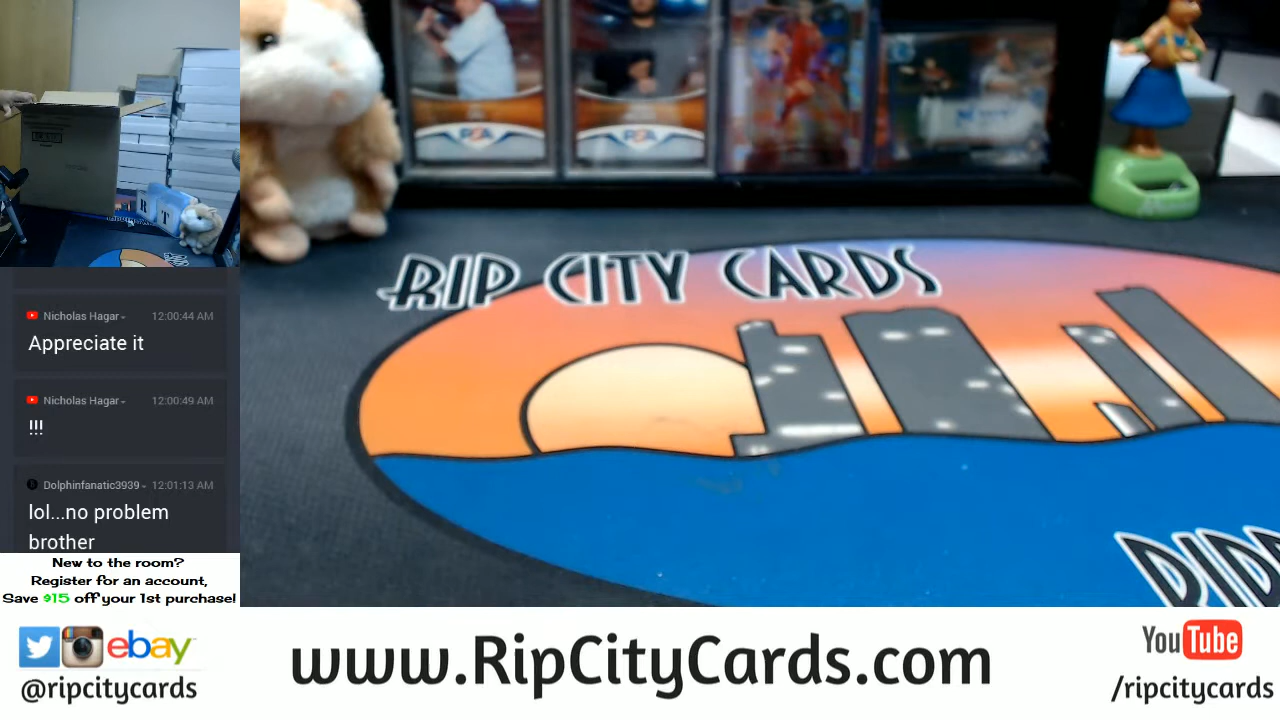 R T
Nicholas Hagar
12:00:44 AM
Appreciate it
Nicholas Hagar
12:00:49 AM
!!!
Dolphinfanatic3939
12:01:13 AM
lol...no problem
brother
New to the room?
Register for an account,
Save $15 off your 1st purchase!
RIP CITY CARDS
ebay
@ripcitycards
www.RipCityCards.com
YouTube
/ripcitycards